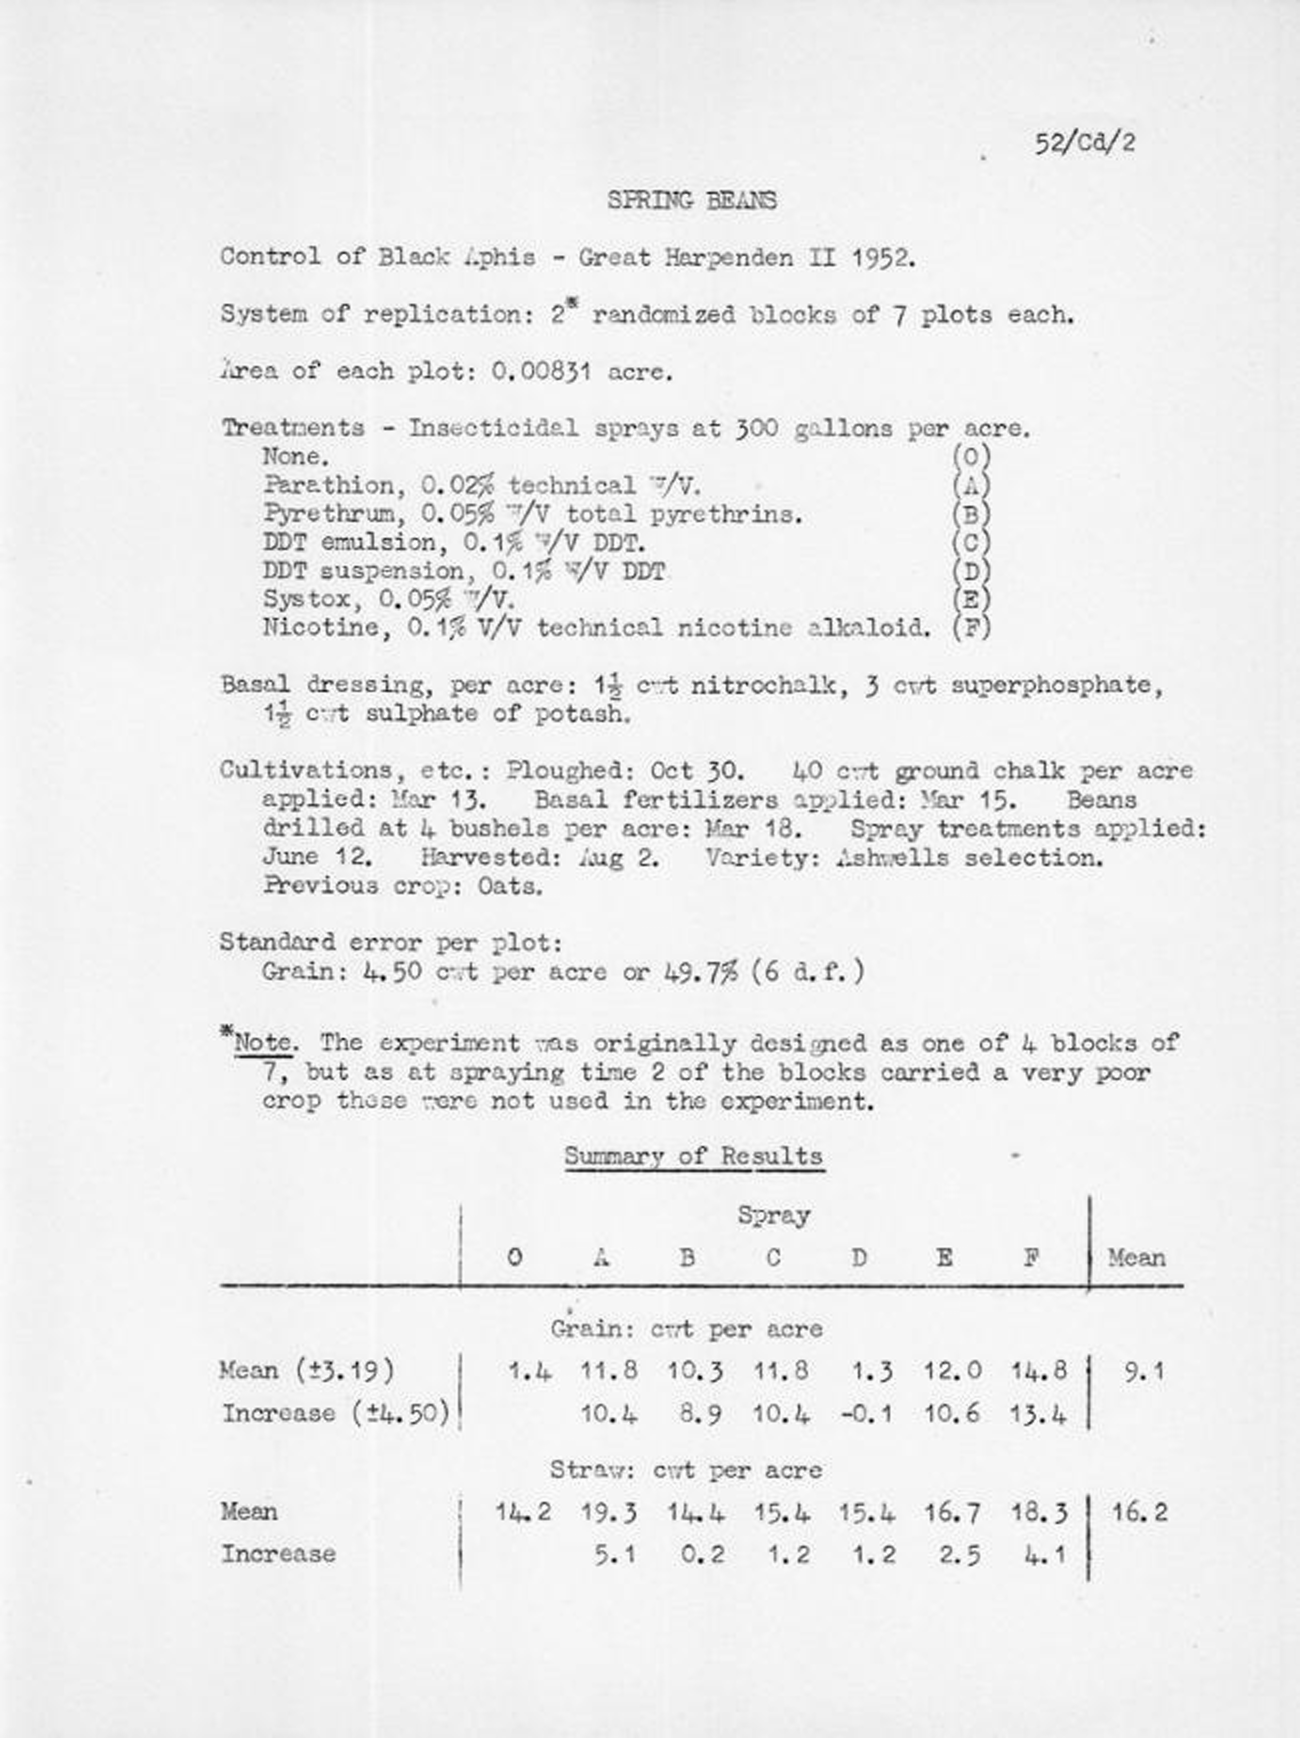 52/Cd/2
SPRING BEANS
Control of Black Aphis - Great Harpenden II 1952.
System of replication: 2* randomized blocks of 7 plots each.
Area of each plot: 0.00831 acre.
Treatments - Insecticidal sprays at 300 gallons per acre.
None. (O)
Parathion, 0.02% technical W/V. (A)
Pyrethrum, 0.05% W/V total pyrethrins. (B)
DDT emulsion, 0.1% W/V DDT. (C)
DDT suspension, 0.1% W/V DDT (D)
Systox, 0.05% W/V. (E)
Nicotine, 0.1% V/V technical nicotine alkaloid. (F)
Basal dressing, per acre: 1½ cwt nitrochalk, 3 cwt superphosphate,
1½ cwt sulphate of potash.
Cultivations, etc.: Ploughed: Oct 30. 40 cwt ground chalk per acre
applied: Mar 13. Basal fertilizers applied: Mar 15. Beans
drilled at 4 bushels per acre: Mar 18. Spray treatments applied:
June 12. Harvested: Aug 2. Variety: Ashwells selection.
Previous crop: Oats.
Standard error per plot:
Grain: 4.50 cwt per acre or 49.7% (6 d.f.)
*Note. The experiment was originally designed as one of 4 blocks of
7, but as at spraying time 2 of the blocks carried a very poor
crop these were not used in the experiment.
Summary of Results
Spray
O A B C D E F Mean
Grain: cwt per acre
Mean (±3.19) 1.4 11.8 10.3 11.8 1.3 12.0 14.8 9.1
Increase (±4.50) 10.4 8.9 10.4 -0.1 10.6 13.4
Straw: cwt per acre
Mean 14.2 19.3 14.4 15.4 15.4 16.7 18.3 16.2
Increase 5.1 0.2 1.2 1.2 2.5 4.1